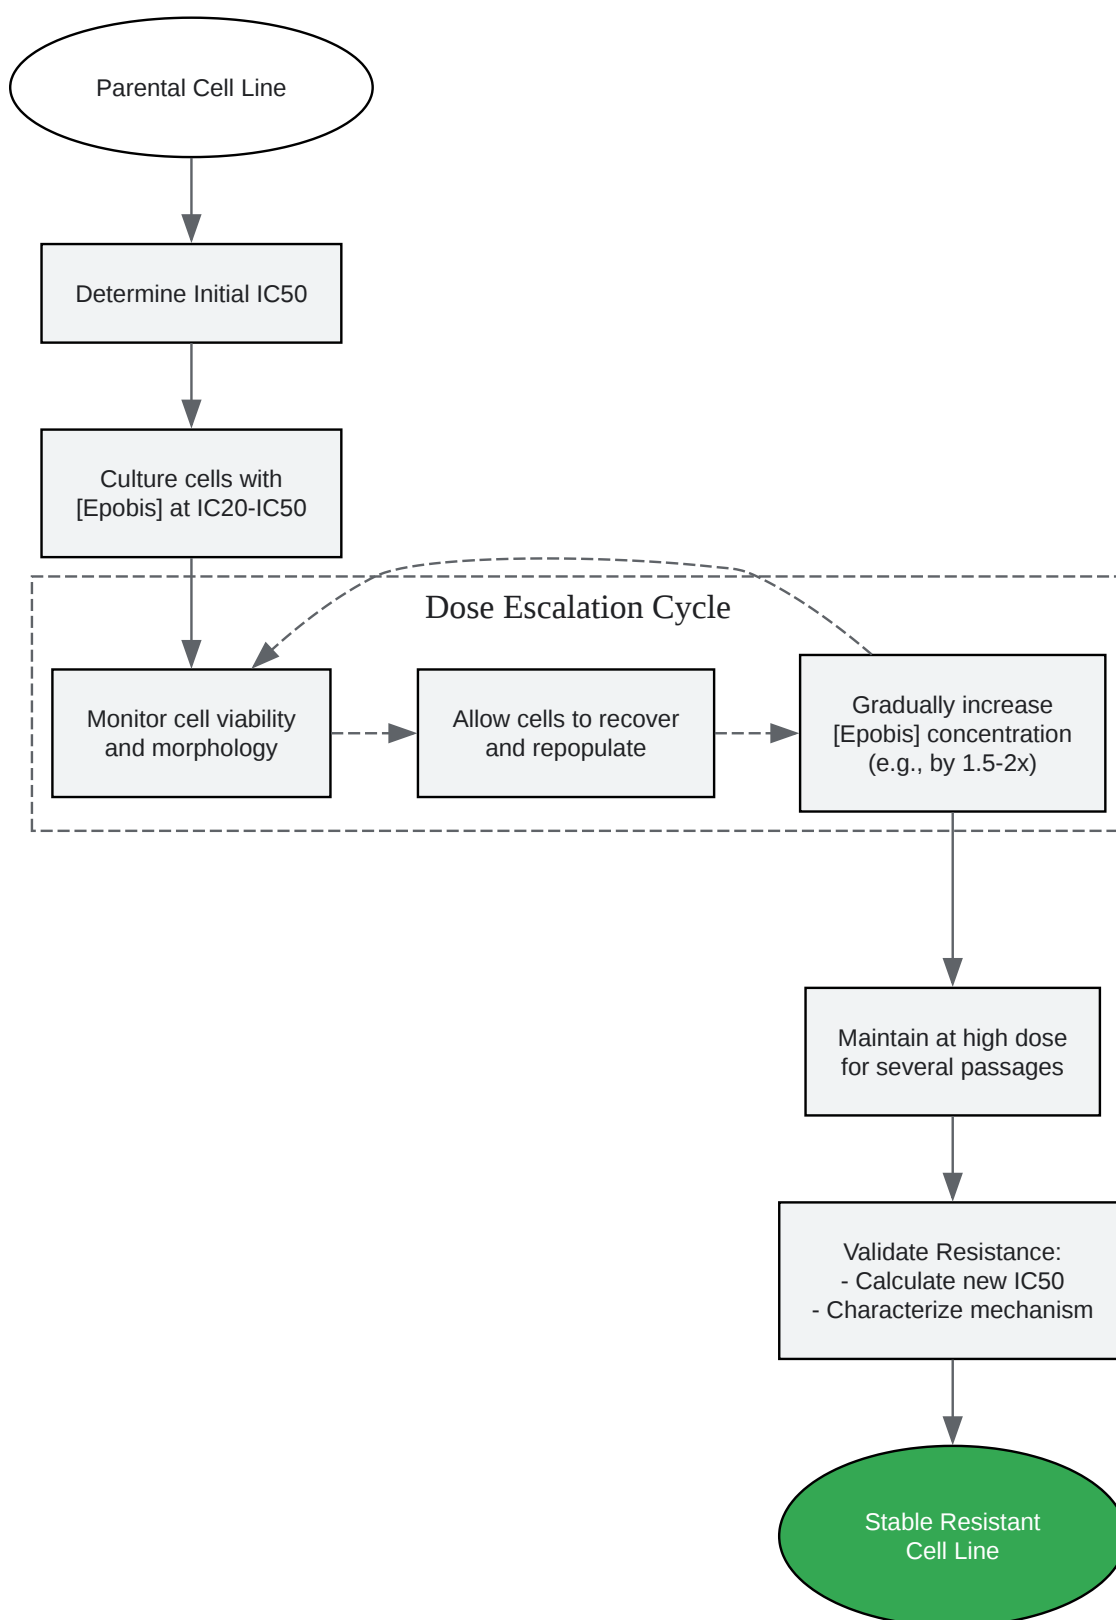 Parental Cell Line
Determine Initial IC50
Culture cells with
[Epobis] at IC20-IC50
Dose Escalation Cycle
Monitor cell viability
and morphology
Allow cells to recover
and repopulate
Gradually increase
[Epobis] concentration
(e.g., by 1.5-2x)
Maintain at high dose
for several passages
Validate Resistance:
- Calculate new IC50
- Characterize mechanism
Stable Resistant
Cell Line